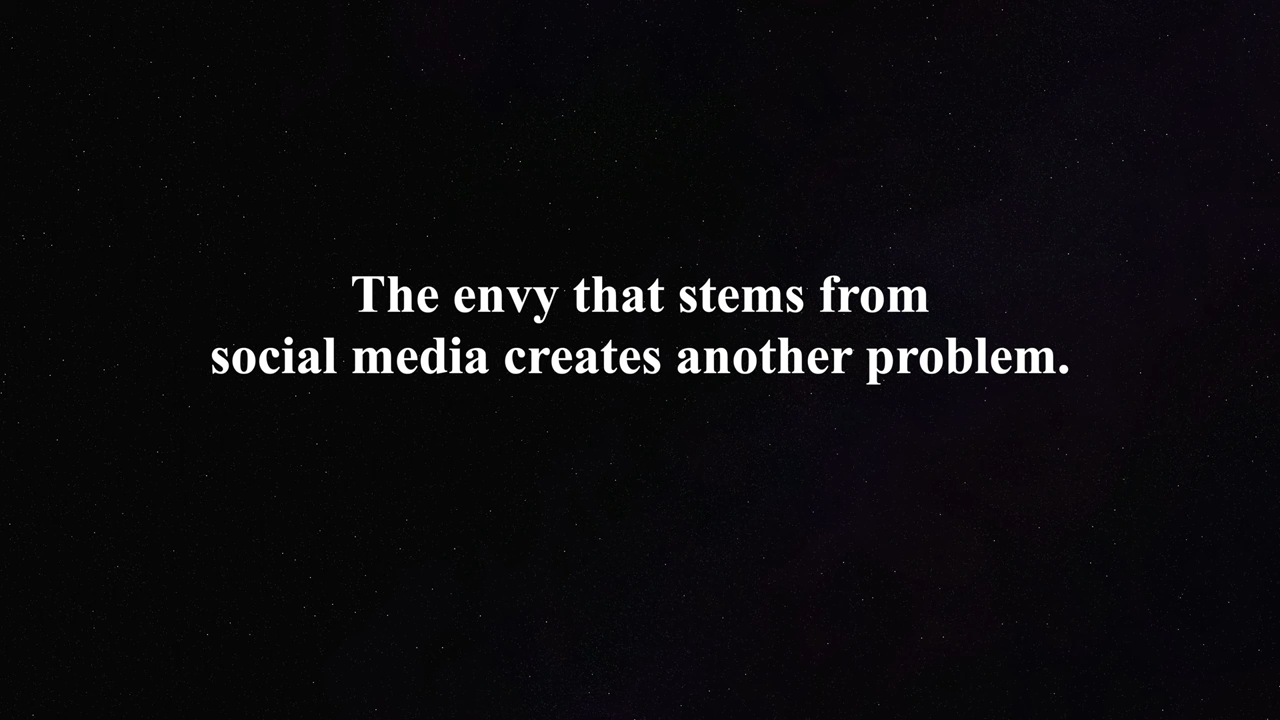 The envy that stems from
social media creates another problem.